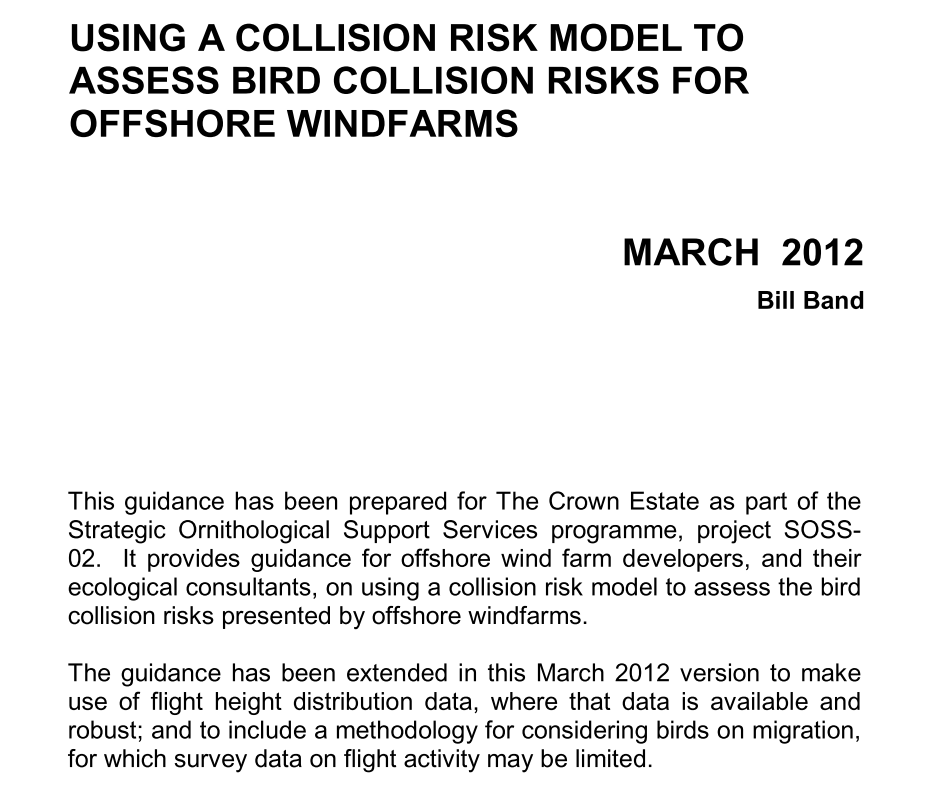 USING A COLLISION RISK MODEL TO
ASSESS BIRD COLLISION RISKS FOR
OFFSHORE WINDFARMS
MARCH  2012
Bill Band
This guidance has been prepared for The Crown Estate as part of the
Strategic Ornithological Support Services programme, project SOSS-
02.  It provides guidance for offshore wind farm developers, and their
ecological consultants, on using a collision risk model to assess the bird
collision risks presented by offshore windfarms.
The guidance has been extended in this March 2012 version to make
use of flight height distribution data, where that data is available and
robust; and to include a methodology for considering birds on migration,
for which survey data on flight activity may be limited.